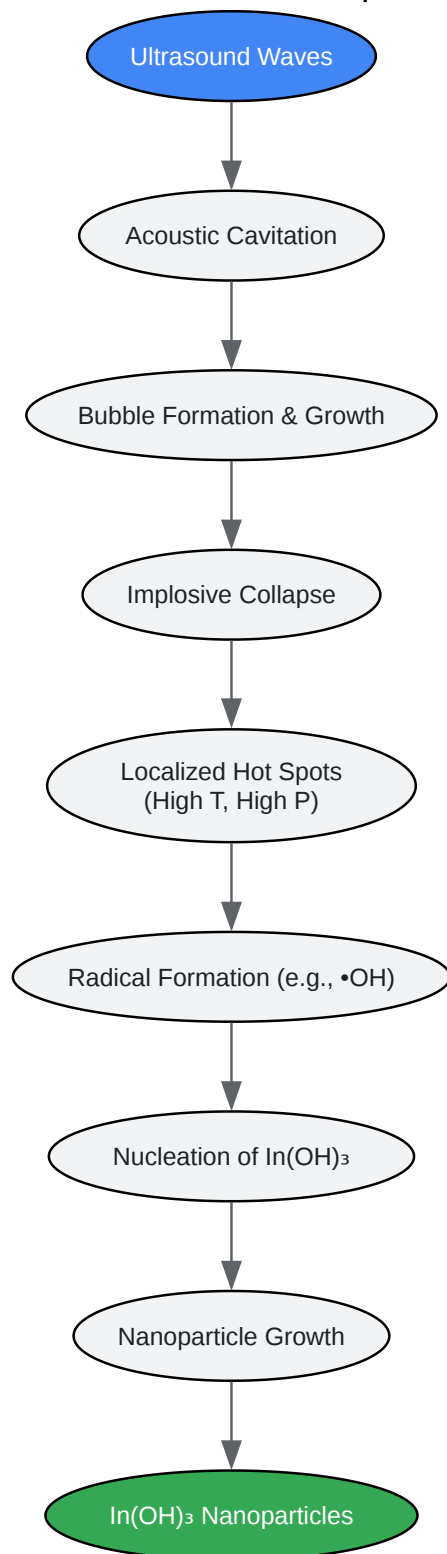 Ultrasound Waves
Acoustic Cavitation
Bubble Formation & Growth
Implosive Collapse
Localized Hot Spots
(High T, High P)
Radical Formation (e.g., •OH)
Nucleation of In(OH)₃
Nanoparticle Growth
In(OH)₃ Nanoparticles